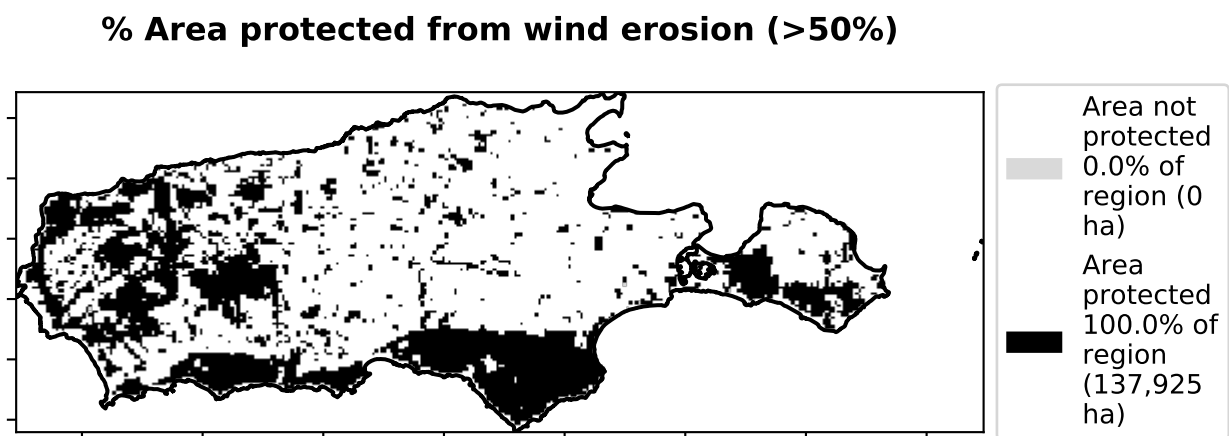 % Area protected from wind erosion (>50%)
Area not
protected
0.0% of
region (0
ha)
Area
protected
100.0% of
region
(137,925
ha)